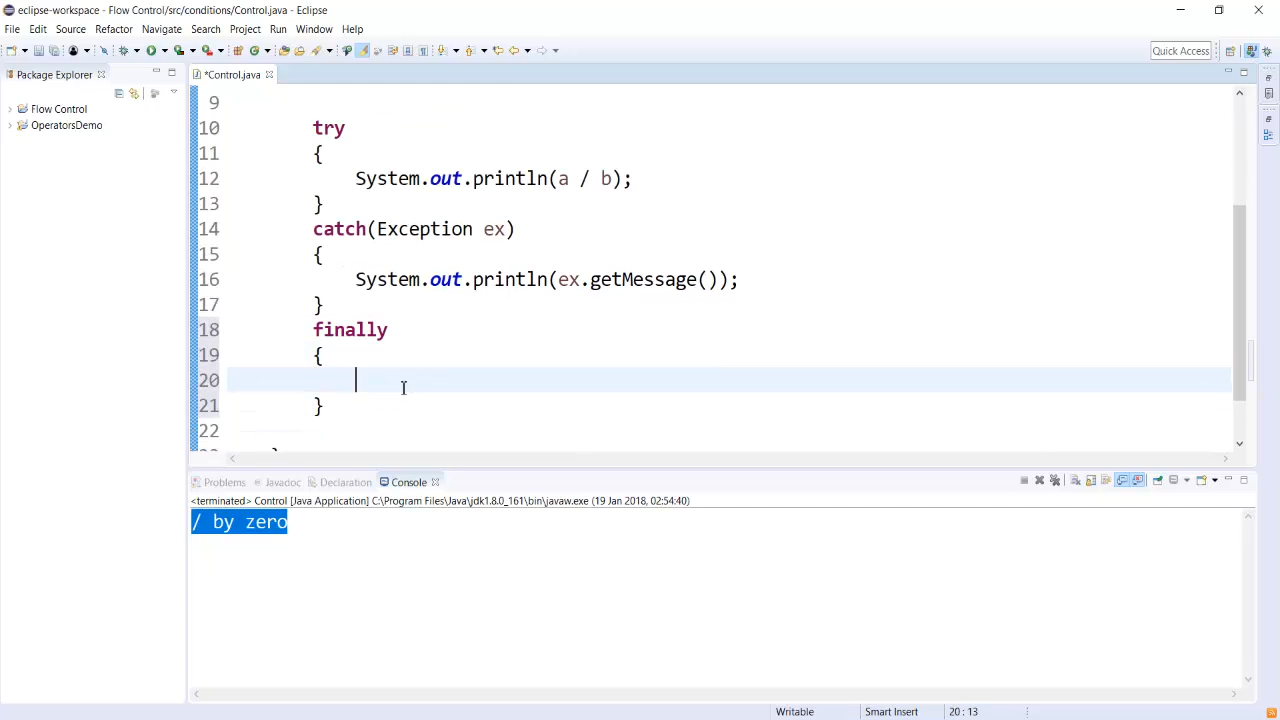 eclipse-workspace - Flow Control/src/conditions/Control.java - Eclipse
File Edit Source Refactor Navigate Search Project Run Window Help
Quick Access
Package Explorer
*Control.java
Flow Control
OperatorsDemo
9
10 try
11 {
12 System.out.println(a / b);
13 }
14 catch(Exception ex)
15 {
16 System.out.println(ex.getMessage());
17 }
18 finally
19 {
20
21 }
22
Problems Javadoc Declaration Console
<terminated> Control [Java Application] C:\Program Files\Java\jdk1.8.0_161\bin\javaw.exe (19 Jan 2018, 02:54:40)
/ by zero
Writable Smart Insert 20 : 13